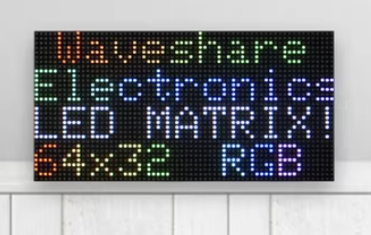 Waveshare
Electronics
LED MATRIX!
64x32 RGB